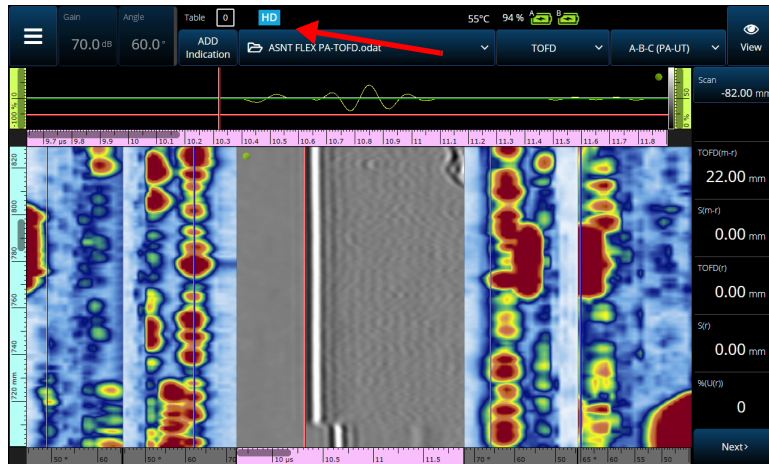 Gain
70.0 dB
Angle
60.0 °
Table 0
HD
55°C 94 % A B
ADD
Indication
ASNT FLEX PA-TOFD.odat
TOFD
A-B-C (PA-UT)
View
-100 % 0
50
0 %
Scan
-82.00 mm
9.7 µs 9.8 9.9 10 10.1 10.2 10.3 10.4 10.5 10.6 10.7 10.8 11 11.1 11.2 11.3 11.4 11.5 11.6 11.7 11.8
820
800
780
760
740
720 mm
TOFD(m-r)
22.00 mm
S(m-r)
0.00 mm
TOFD(r)
0.00 mm
S(r)
0.00 mm
%(U(r))
0
Next>
50 ° 60 50 ° 60 70 10 µs 10.5 11 11.5 70 ° 60 50 65 ° 60 55 50